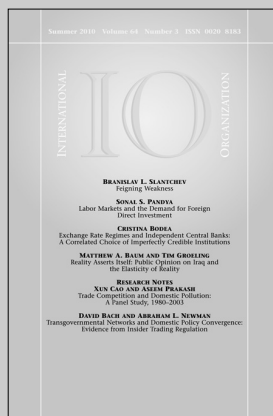 Summer 2010 Volume 64 Number 3 ISSN 0020 8183
INTERNATIONAL
IO
ORGANIZATION
BRANISLAV L. SLANTCHEV
Feigning Weakness
SONAL S. PANDYA
Labor Markets and the Demand for Foreign
Direct Investment
CRISTINA BODEA
Exchange Rate Regimes and Independent Central Banks:
A Correlated Choice of Imperfectly Credible Institutions
MATTHEW A. BAUM AND TIM GROELING
Reality Asserts Itself: Public Opinion on Iraq and
the Elasticity of Reality
RESEARCH NOTES
XUN CAO AND ASEEM PRAKASH
Trade Competition and Domestic Pollution:
A Panel Study, 1980–2003
DAVID BACH AND ABRAHAM L. NEWMAN
Transgovernmental Networks and Domestic Policy Convergence:
Evidence from Insider Trading Regulation